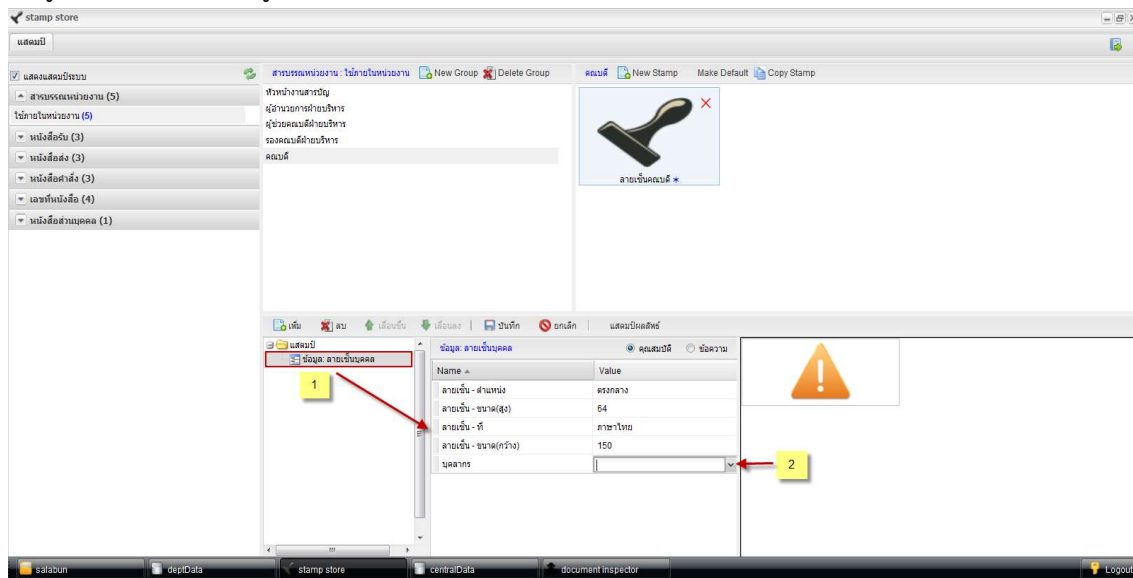 stamp store
แสตมป์
แสดงแสตมป์ระบบ
สารบรรณหน่วยงาน (5)
ใช้ภายในหน่วยงาน (5)
หนังสือรับ (3)
หนังสือส่ง (3)
หนังสือคำสั่ง (3)
เลขที่หนังสือ (4)
หนังสือส่วนบุคคล (1)
สารบรรณหน่วยงาน : ใช้ภายในหน่วยงาน New Group Delete Group
หัวหน้างานสารบัญ
ผู้อำนวยการฝ่ายบริหาร
ผู้ช่วยคณบดีฝ่ายบริหาร
รองคณบดีฝ่ายบริหาร
คณบดี
คณบดี New Stamp Make Default Copy Stamp
ลายเซ็นคณบดี *
เพิ่ม ลบ เลื่อนขึ้น เลื่อนลง บันทึก ยกเลิก แสตมป์ผลลัพธ์
แสตมป์
ข้อมูล: ลายเซ็นบุคคล
1
ข้อมูล: ลายเซ็นบุคคล คุณสมบัติ ข้อความ
Name Value
ลายเซ็น - ตำแหน่ง ตรงกลาง
ลายเซ็น - ขนาด(สูง) 64
ลายเซ็น - ที่ ภาษาไทย
ลายเซ็น - ขนาด(กว้าง) 150
บุคลากร
2
salabun deptData stamp store centralData document inspector Logout